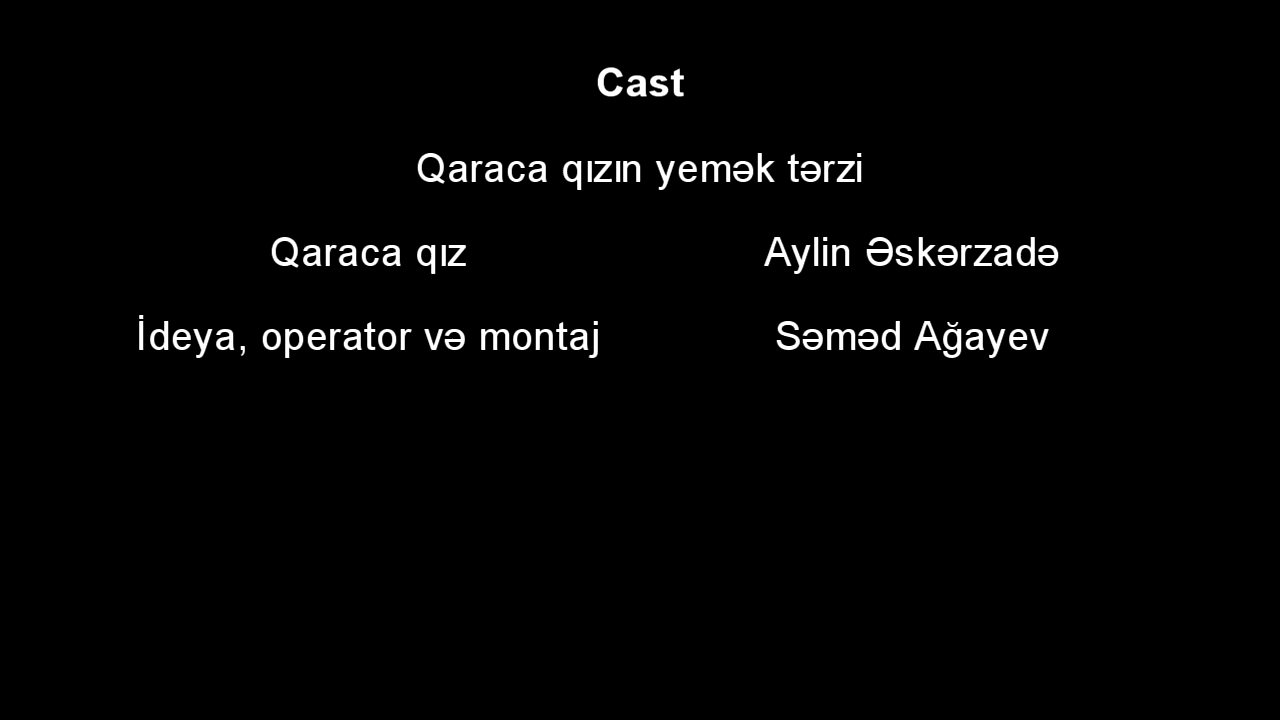 Cast
Qaraca qızın yemək tərzi
Qaraca qız Aylin Əskərzadə
İdeya, operator və montaj Səməd Ağayev